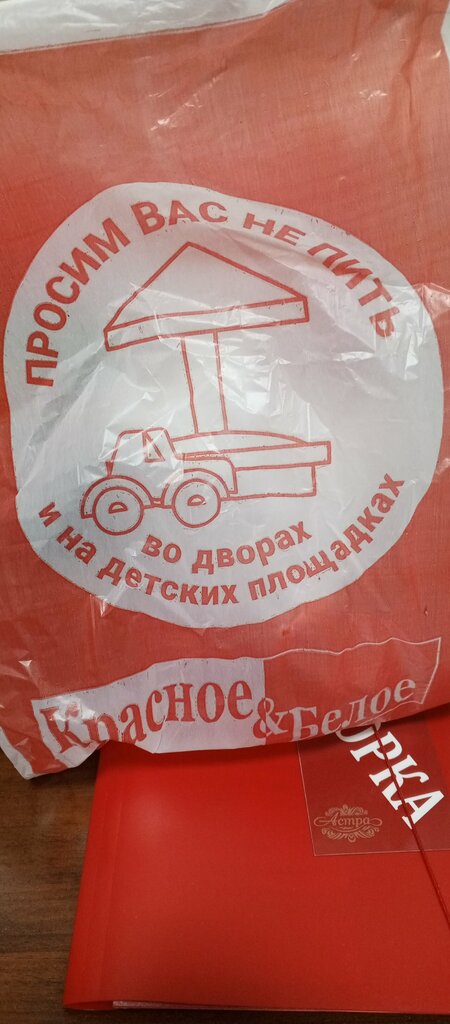 ПРОСИМ ВАС НЕ ПИТЬ
во дворах
и на детских площадках
Красное & Белое
Астра